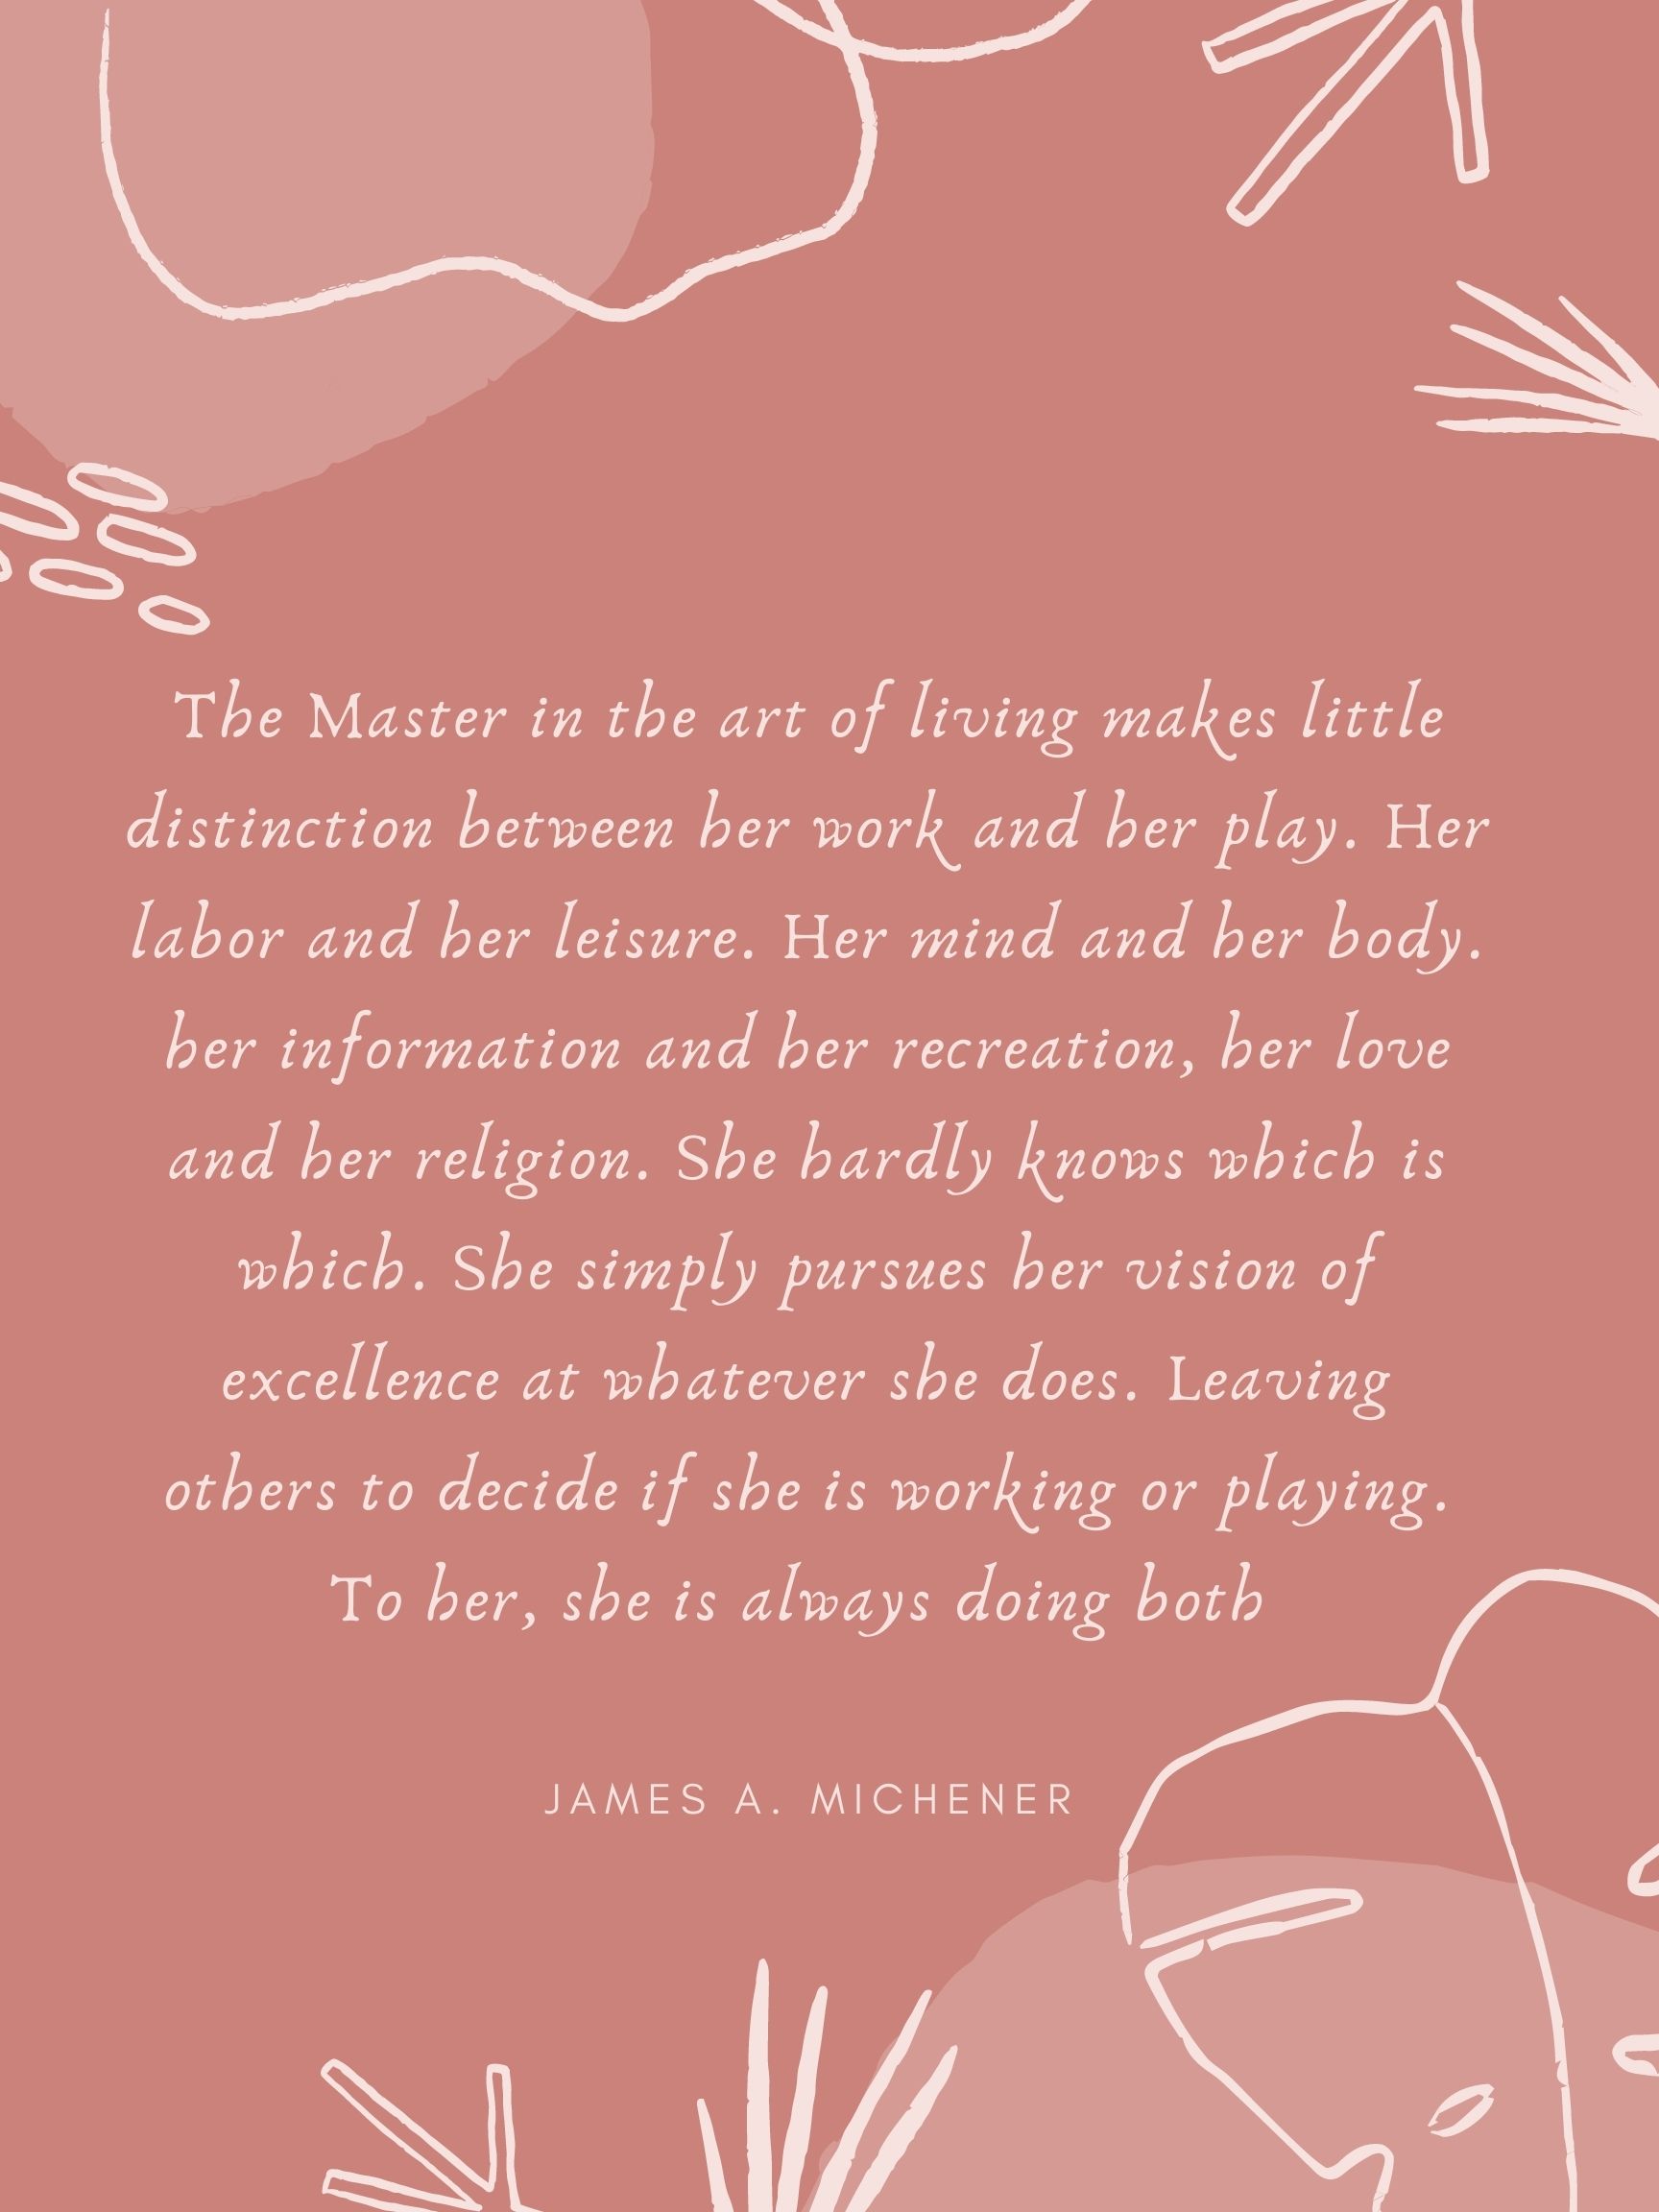 The Master in the art of living makes little
distinction between her work and her play. Her
labor and her leisure. Her mind and her body.
her information and her recreation, her love
and her religion. She hardly knows which is
which. She simply pursues her vision of
excellence at whatever she does. Leaving
others to decide if she is working or playing.
To her, she is always doing both
JAMES A. MICHENER